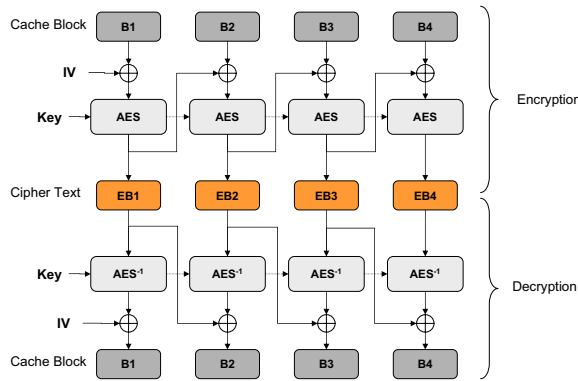 Cache Block B1 B2 B3 B4
IV
Key AES AES AES AES
Encryption
Cipher Text EB1 EB2 EB3 EB4
Key AES-1 AES-1 AES-1 AES-1
Decryption
IV
Cache Block B1 B2 B3 B4